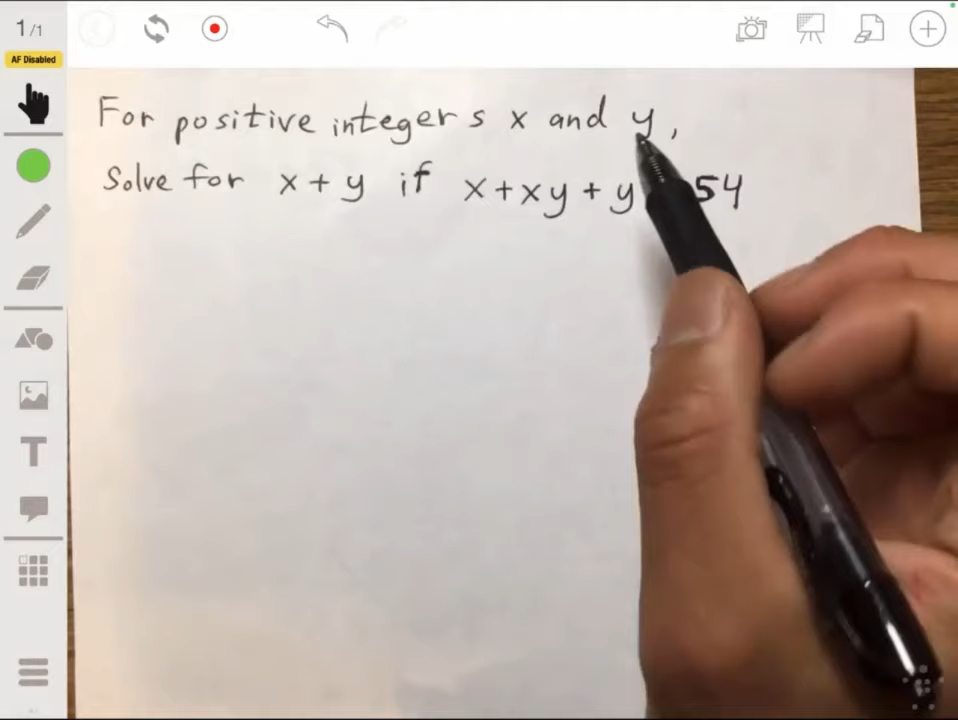 1/1
AF Disabled
For positive integers x and y,
Solve for x + y if x + xy + y 54
T